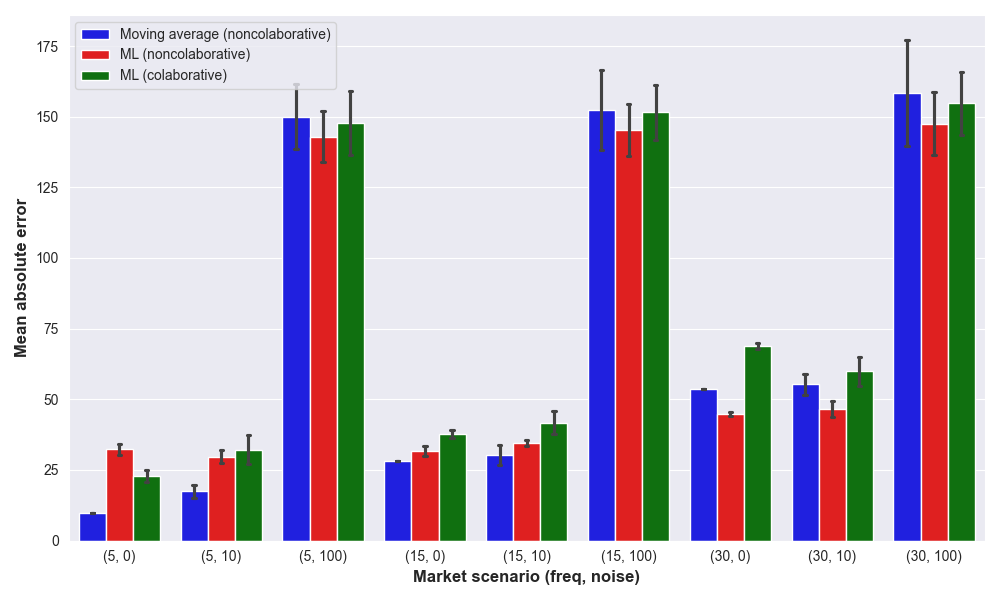 Moving average (noncolaborative)
ML (noncolaborative)
ML (colaborative)
Mean absolute error
175
150
125
100
75
50
25
0
(5, 0) (5, 10) (5, 100) (15, 0) (15, 10) (15, 100) (30, 0) (30, 10) (30, 100)
Market scenario (freq, noise)